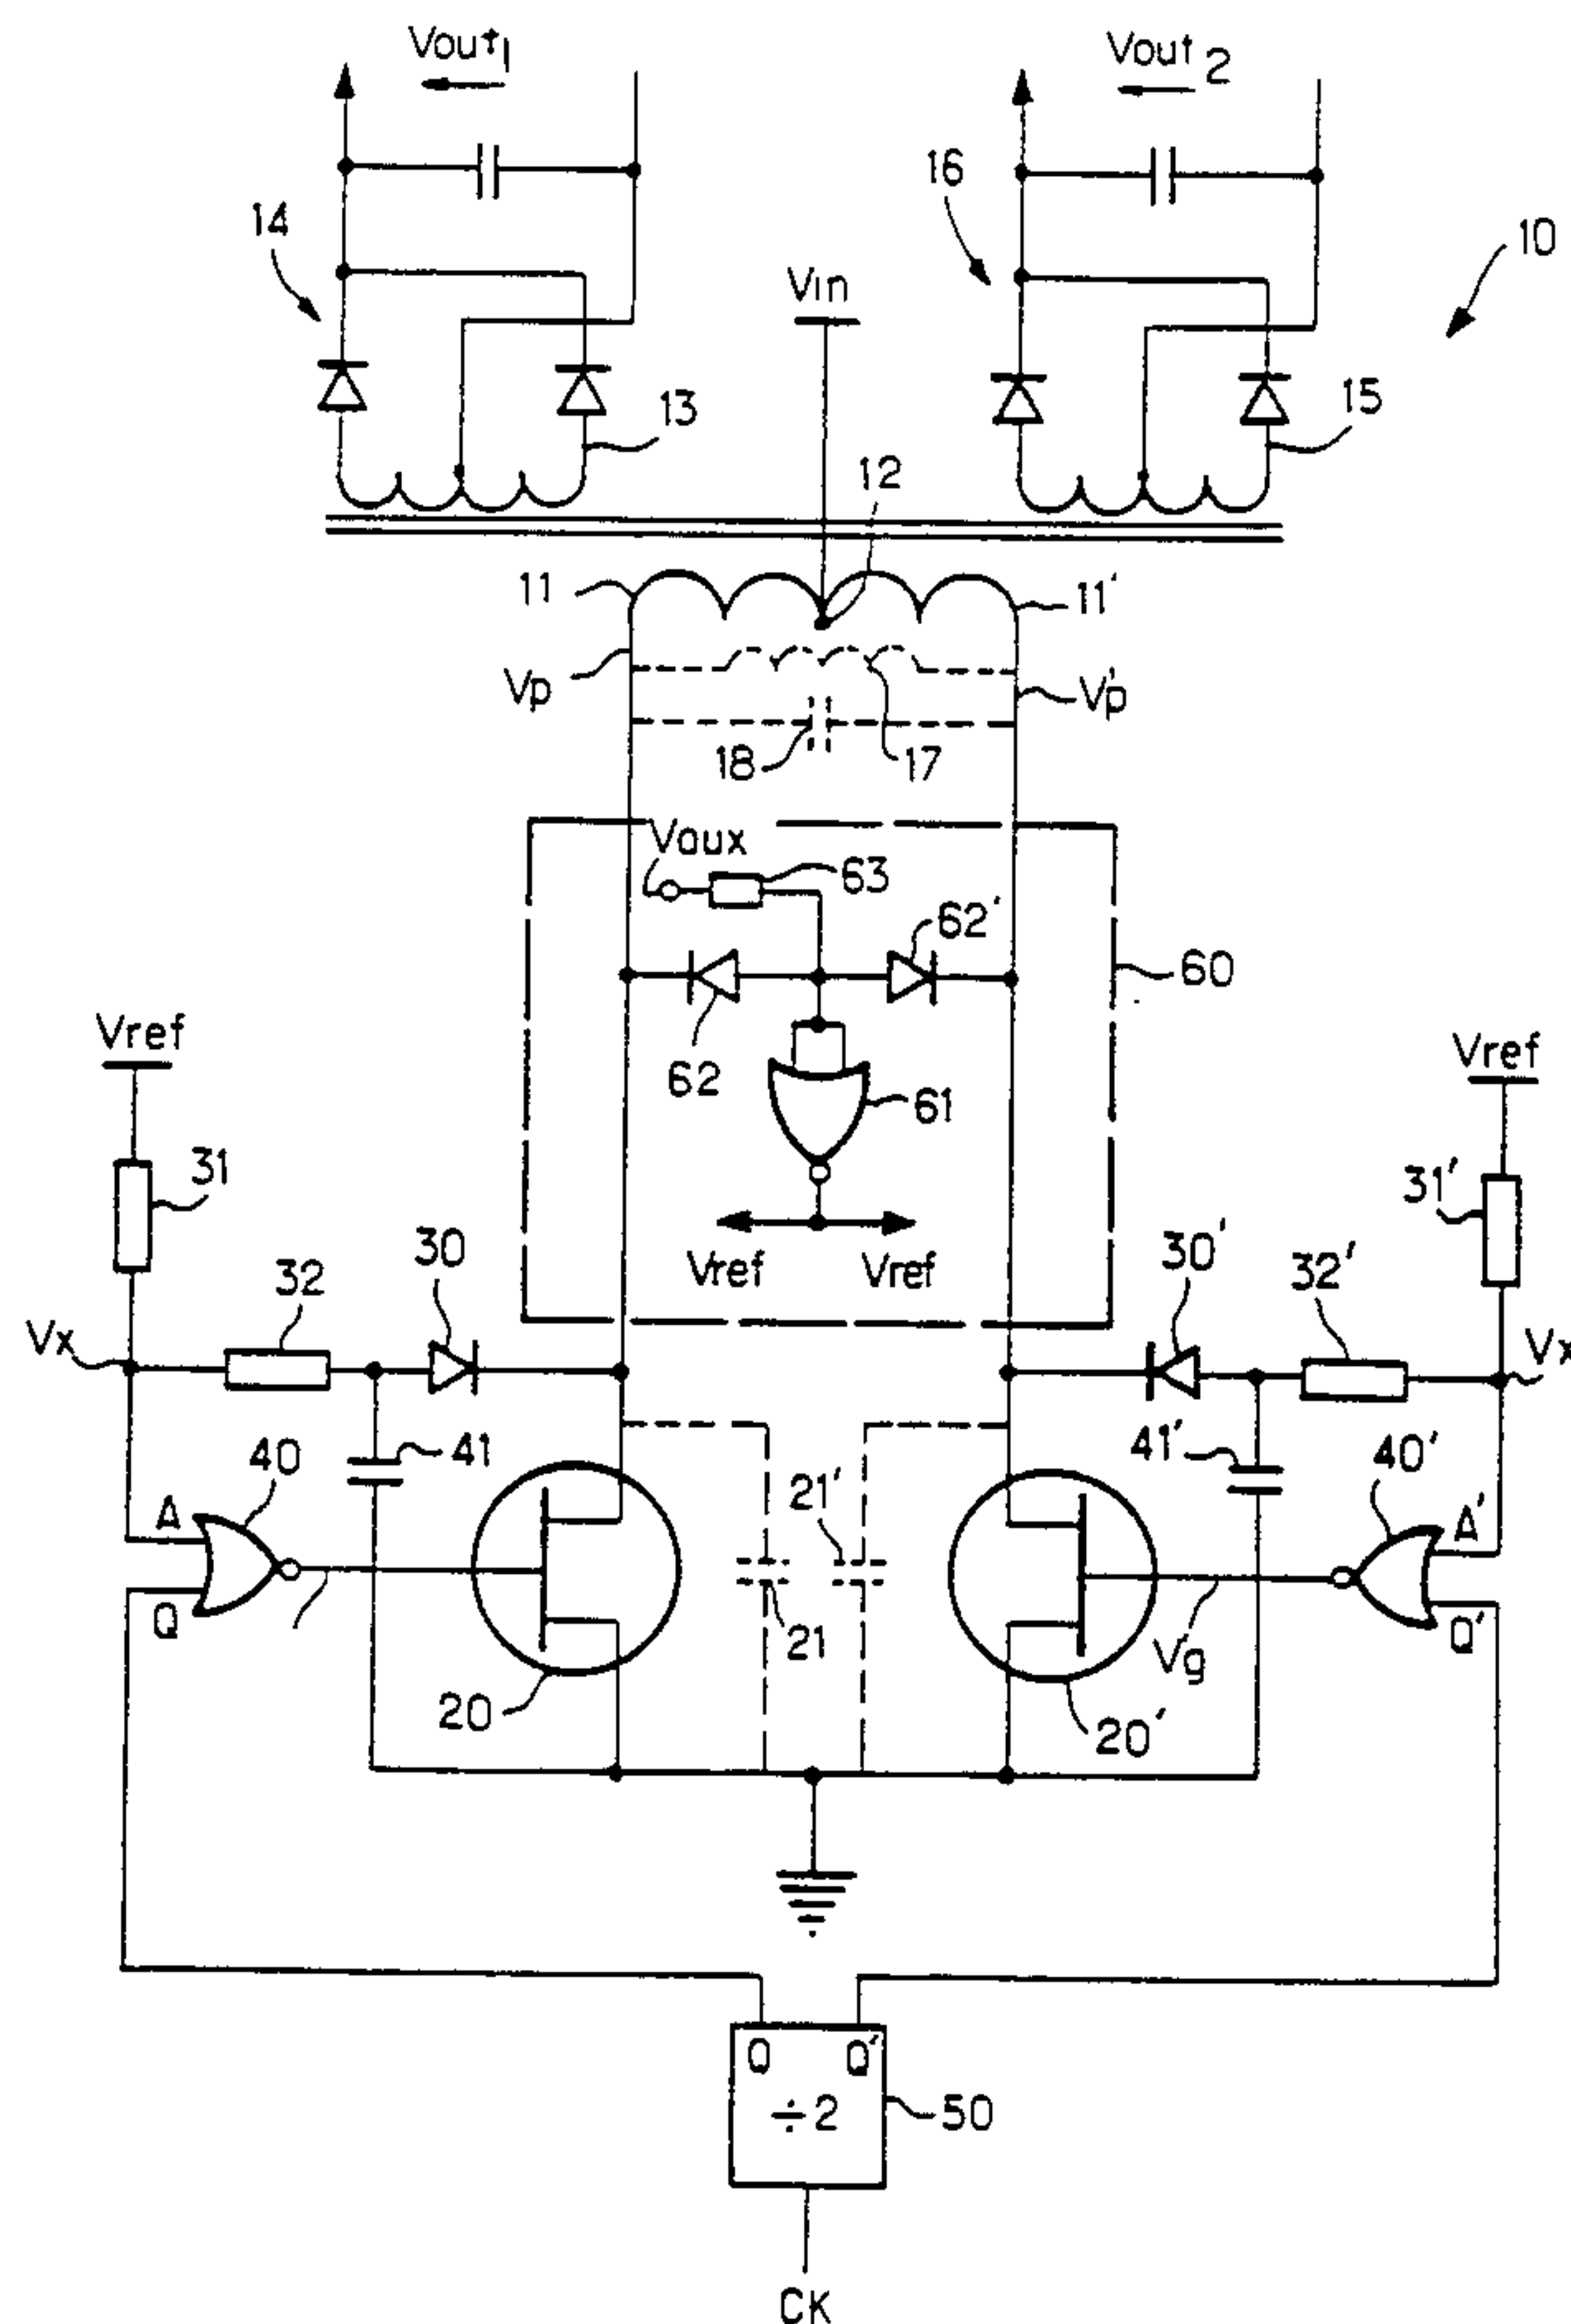 Vout1
Vout2
14
16
10
Vin
13
15
12
11
11'
Vp
V'p
18
17
Vaux
63
62'
60
Vref
62
Vref
61
31
31'
30
Vref
Vref
30'
32
32'
Vx
Vx
40
41
41'
40'
A
21'
A'
Q
21
Vg
Q'
20
20'
Q
Q'
÷2
50
CK